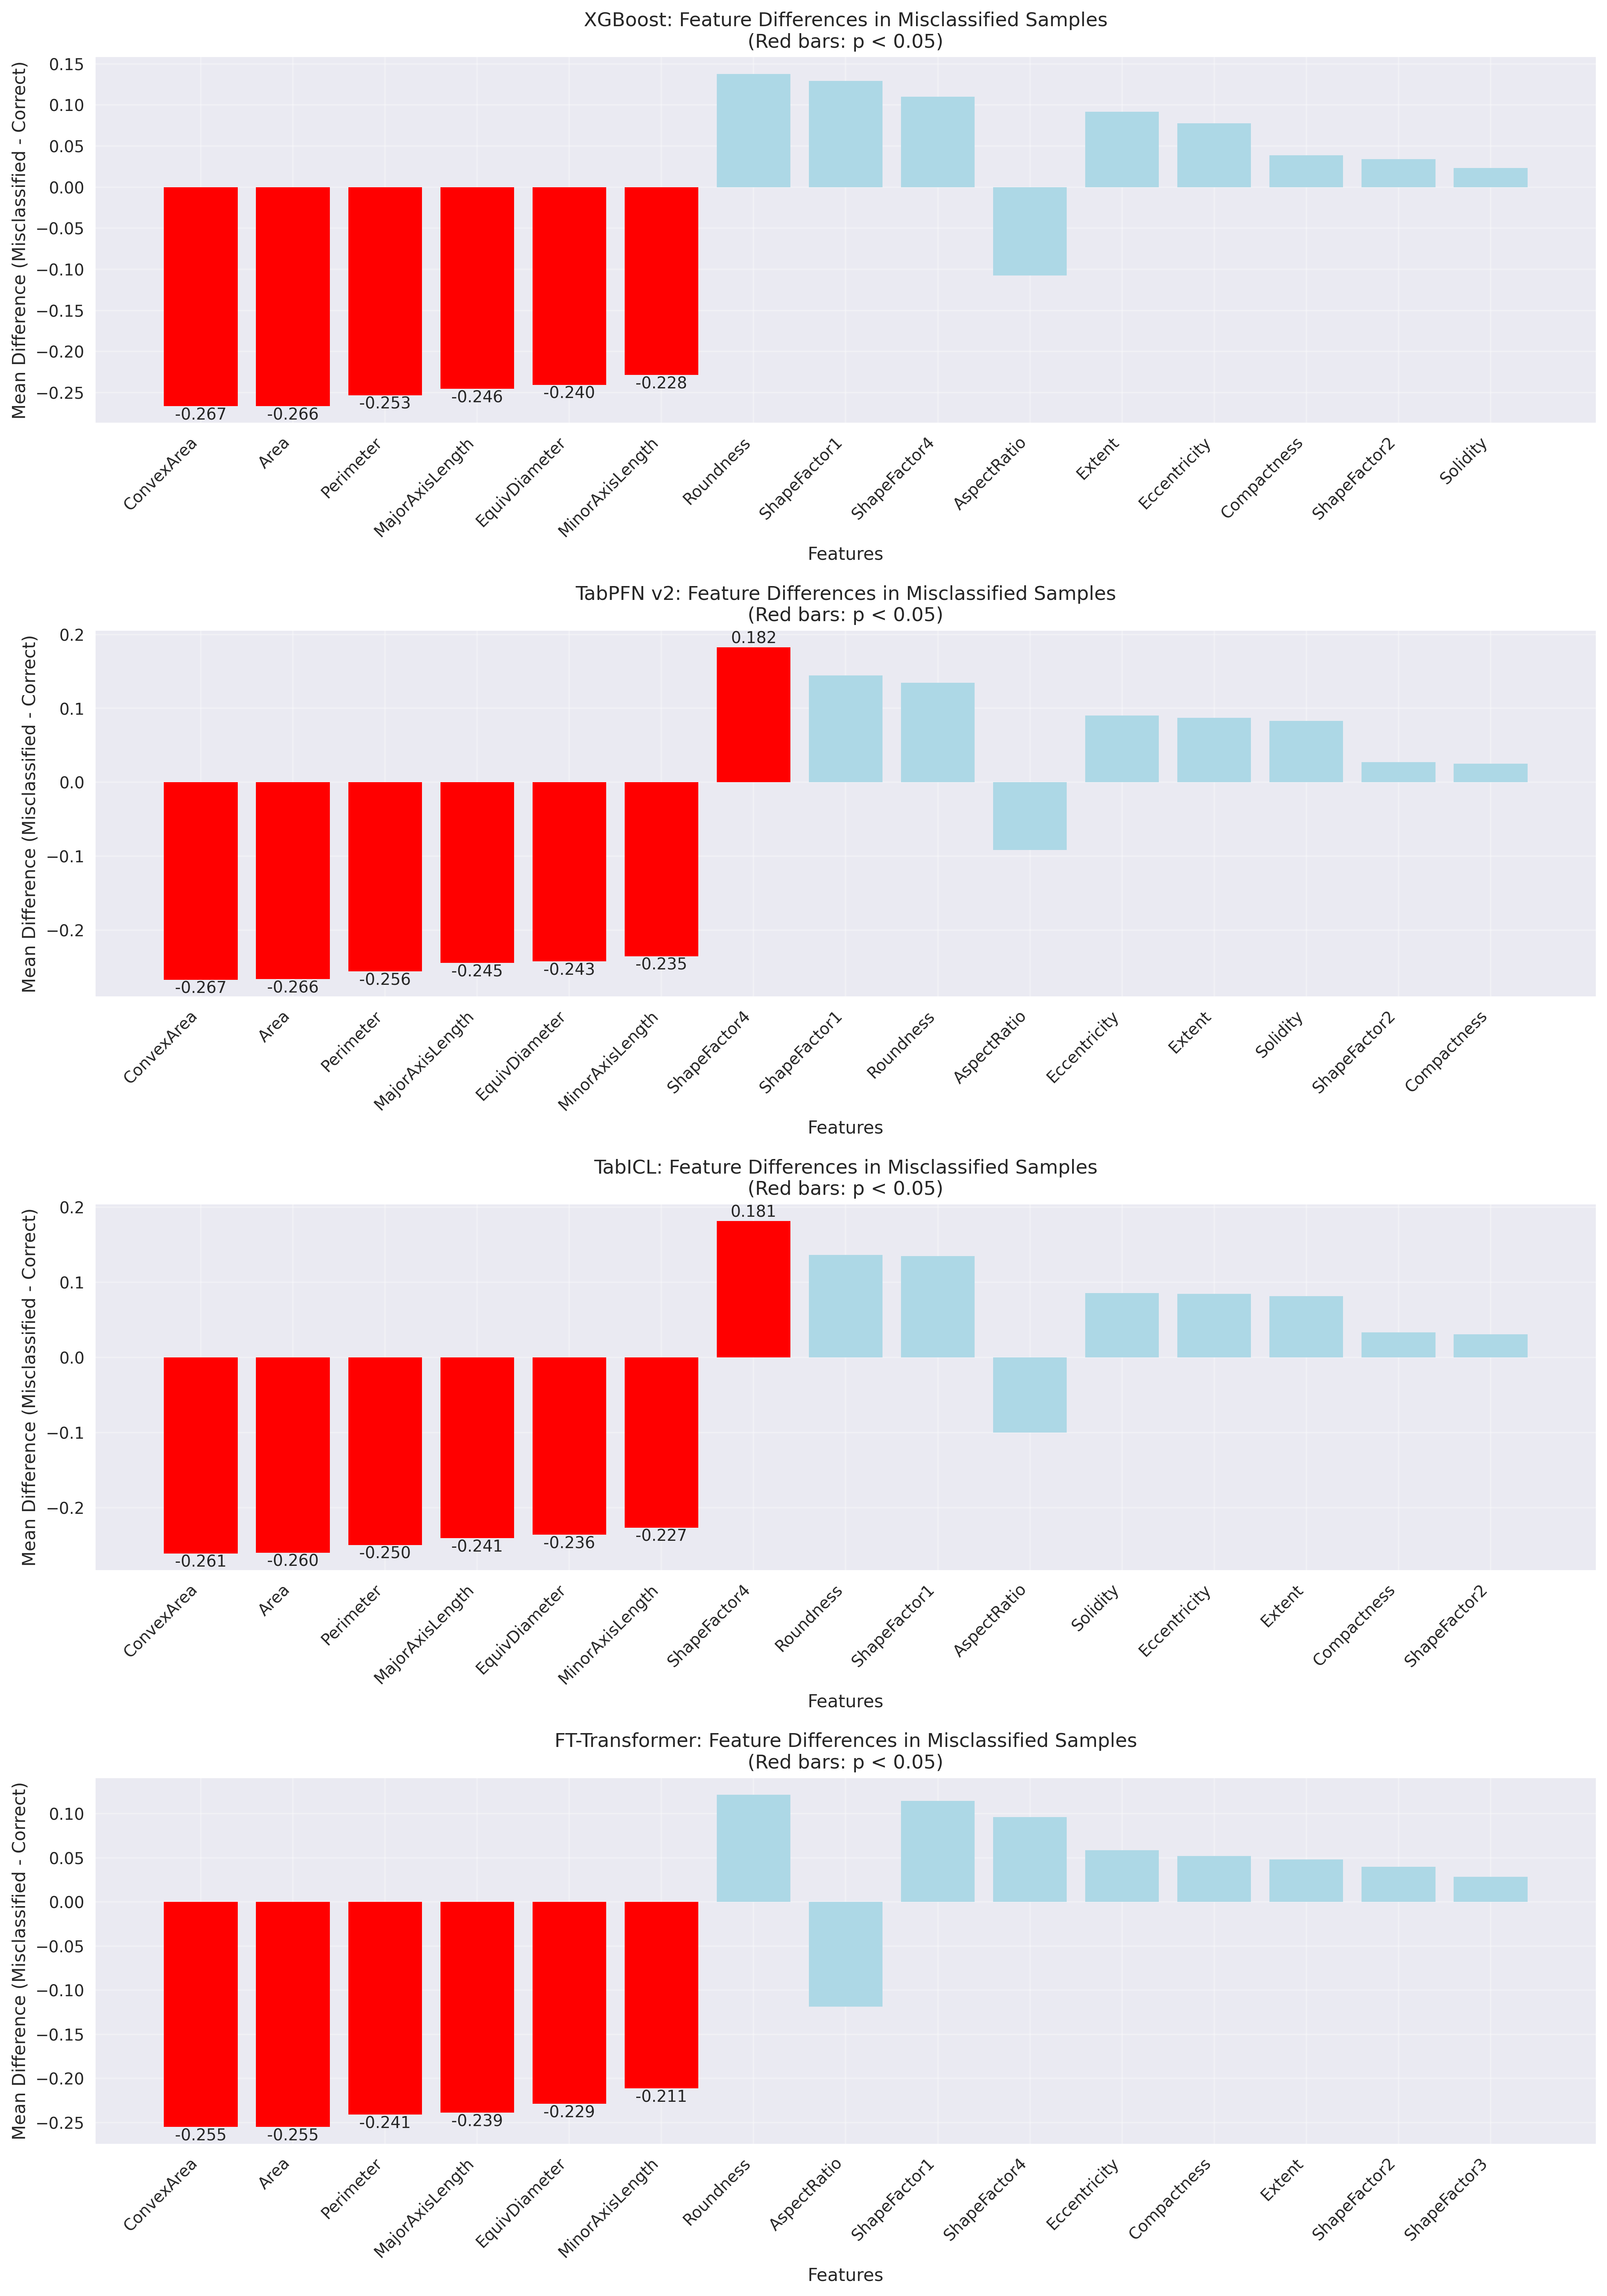 XGBoost: Feature Differences in Misclassified Samples
(Red bars: p < 0.05)
Mean Difference (Misclassified - Correct)
0.15
0.10
0.05
0.00
−0.05
−0.10
−0.15
−0.20
−0.25
-0.267
-0.266
-0.253
-0.246
-0.240
-0.228
ConvexArea
Area
Perimeter
MajorAxisLength
EquivDiameter
MinorAxisLength
Roundness
ShapeFactor1
ShapeFactor4
AspectRatio
Extent
Eccentricity
Compactness
ShapeFactor2
Solidity
Features
TabPFN v2: Feature Differences in Misclassified Samples
(Red bars: p < 0.05)
Mean Difference (Misclassified - Correct)
0.2
0.1
0.0
−0.1
−0.2
-0.267
-0.266
-0.256
-0.245
-0.243
-0.235
0.182
ConvexArea
Area
Perimeter
MajorAxisLength
EquivDiameter
MinorAxisLength
ShapeFactor4
ShapeFactor1
Roundness
AspectRatio
Eccentricity
Extent
Solidity
ShapeFactor2
Compactness
Features
TabICL: Feature Differences in Misclassified Samples
(Red bars: p < 0.05)
Mean Difference (Misclassified - Correct)
0.2
0.1
0.0
−0.1
−0.2
-0.261
-0.260
-0.250
-0.241
-0.236
-0.227
0.181
ConvexArea
Area
Perimeter
MajorAxisLength
EquivDiameter
MinorAxisLength
ShapeFactor4
Roundness
ShapeFactor1
AspectRatio
Solidity
Eccentricity
Extent
Compactness
ShapeFactor2
Features
FT-Transformer: Feature Differences in Misclassified Samples
(Red bars: p < 0.05)
Mean Difference (Misclassified - Correct)
0.10
0.05
0.00
−0.05
−0.10
−0.15
−0.20
−0.25
-0.255
-0.255
-0.241
-0.239
-0.229
-0.211
ConvexArea
Area
Perimeter
MajorAxisLength
EquivDiameter
MinorAxisLength
Roundness
AspectRatio
ShapeFactor1
ShapeFactor4
Eccentricity
Compactness
Extent
ShapeFactor2
ShapeFactor3
Features